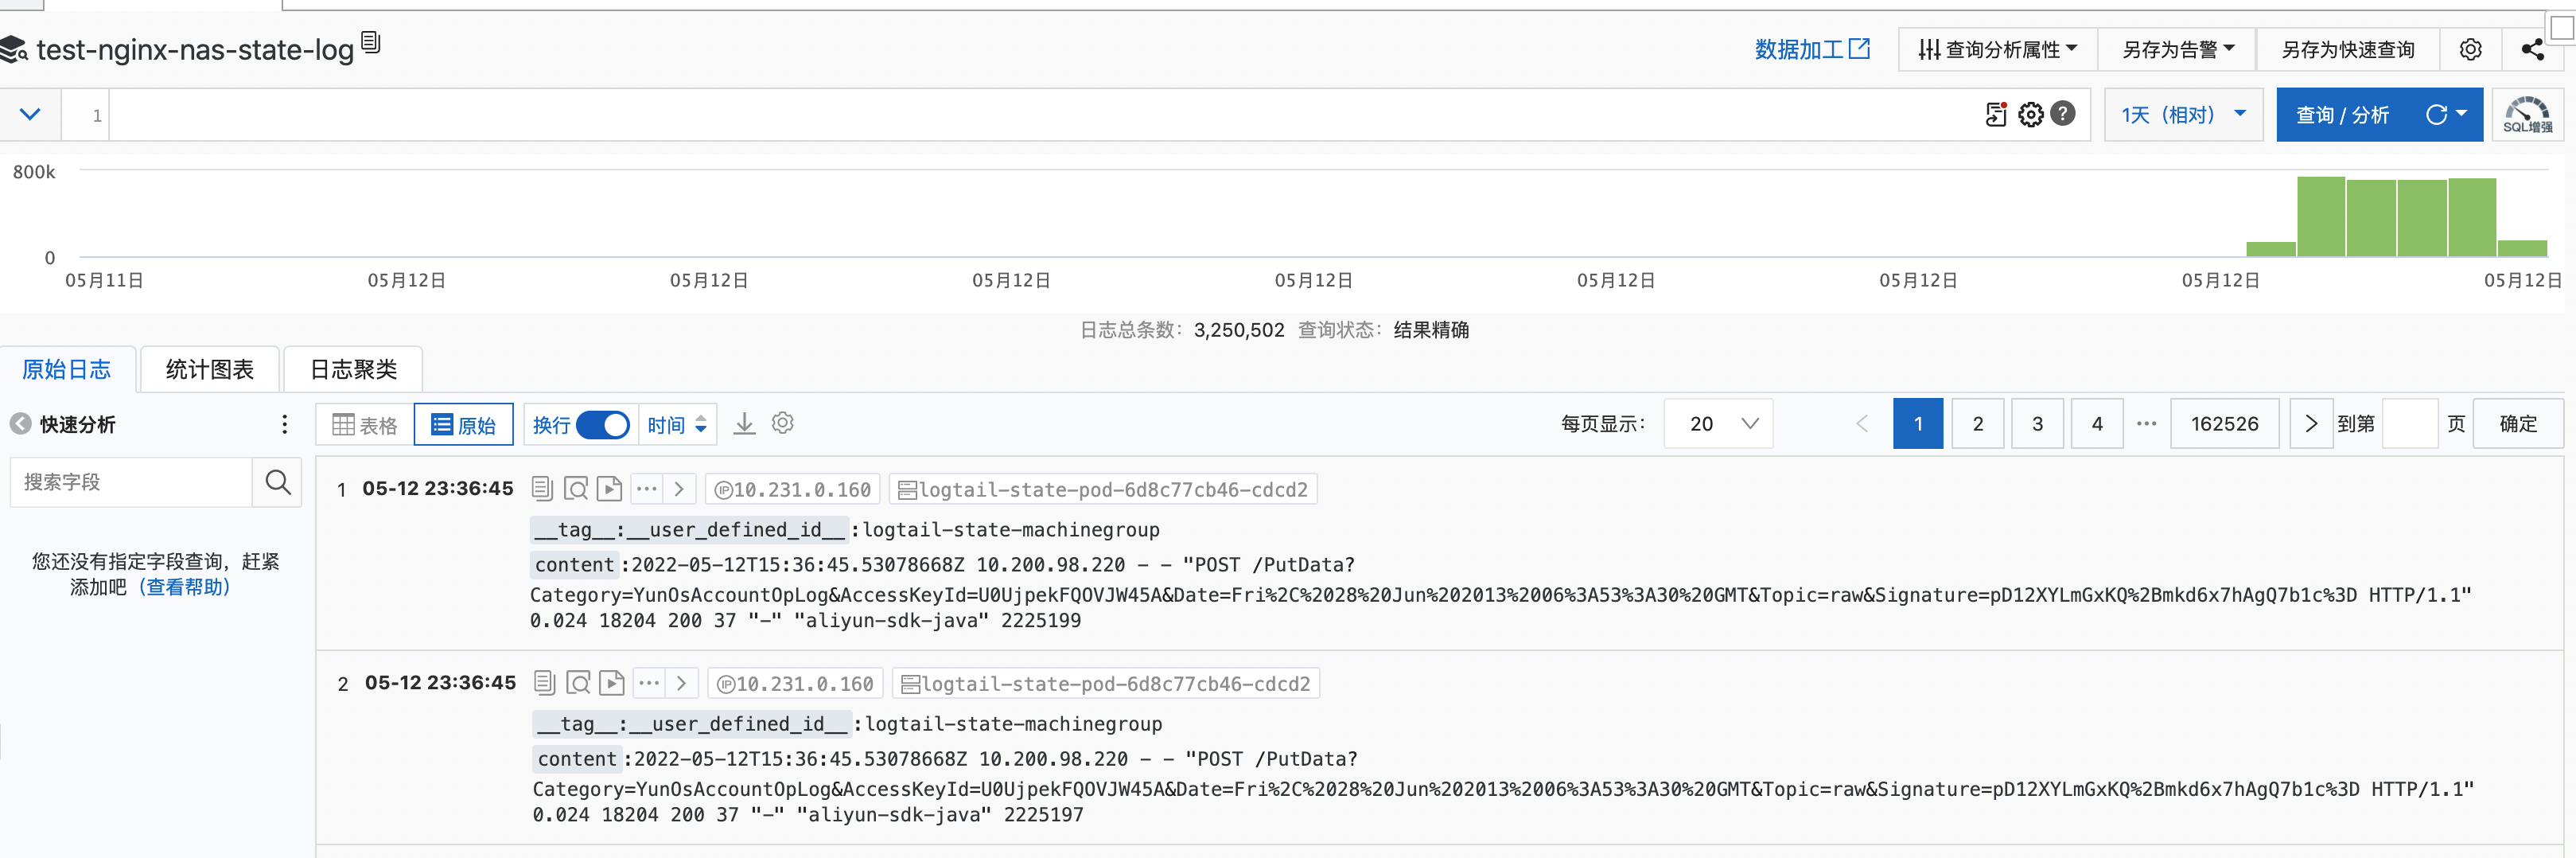 test-nginx-nas-state-log
数据加工 查询分析属性 另存为告警 另存为快速查询
1 1天（相对） 查询 / 分析 SQL增强
800k
0
05月11日 05月12日 05月12日 05月12日 05月12日 05月12日 05月12日 05月12日 05月12日
日志总条数： 3,250,502 查询状态： 结果精确
原始日志 统计图表 日志聚类
快速分析
搜索字段
您还没有指定字段查询，赶紧
添加吧（查看帮助）
表格 原始 换行 时间 每页显示： 20 1 2 3 4 ··· 162526 到第 页 确定
1 05-12 23:36:45 ··· IP 10.231.0.160 logtail-state-pod-6d8c77cb46-cdcd2
__tag__:__user_defined_id__ :logtail-state-machinegroup
content :2022-05-12T15:36:45.53078668Z 10.200.98.220 - - "POST /PutData?
Category=YunOsAccountOpLog&AccessKeyId=U0UjpekFQOVJW45A&Date=Fri%2C%2028%20Jun%202013%2006%3A53%3A30%20GMT&Topic=raw&Signature=pD12XYLmGxKQ%2Bmkd6x7hAgQ7b1c%3D HTTP/1.1"
0.024 18204 200 37 "-" "aliyun-sdk-java" 2225199
2 05-12 23:36:45 ··· IP 10.231.0.160 logtail-state-pod-6d8c77cb46-cdcd2
__tag__:__user_defined_id__ :logtail-state-machinegroup
content :2022-05-12T15:36:45.53078668Z 10.200.98.220 - - "POST /PutData?
Category=YunOsAccountOpLog&AccessKeyId=U0UjpekFQOVJW45A&Date=Fri%2C%2028%20Jun%202013%2006%3A53%3A30%20GMT&Topic=raw&Signature=pD12XYLmGxKQ%2Bmkd6x7hAgQ7b1c%3D HTTP/1.1"
0.024 18204 200 37 "-" "aliyun-sdk-java" 2225197